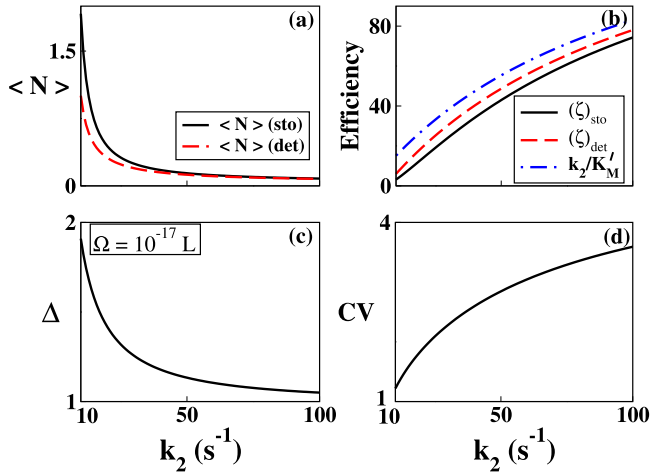 (a)
1.5
< N >
< N > (sto)
< N > (det)
0
(b)
80
Efficiency
40
(ζ)sto
(ζ)det
k2/K'M
0
2
(c)
Ω = 10^-17 L
Δ
1
10
50
100
k2 (s^-1)
4
(d)
CV
1
10
50
100
k2 (s^-1)